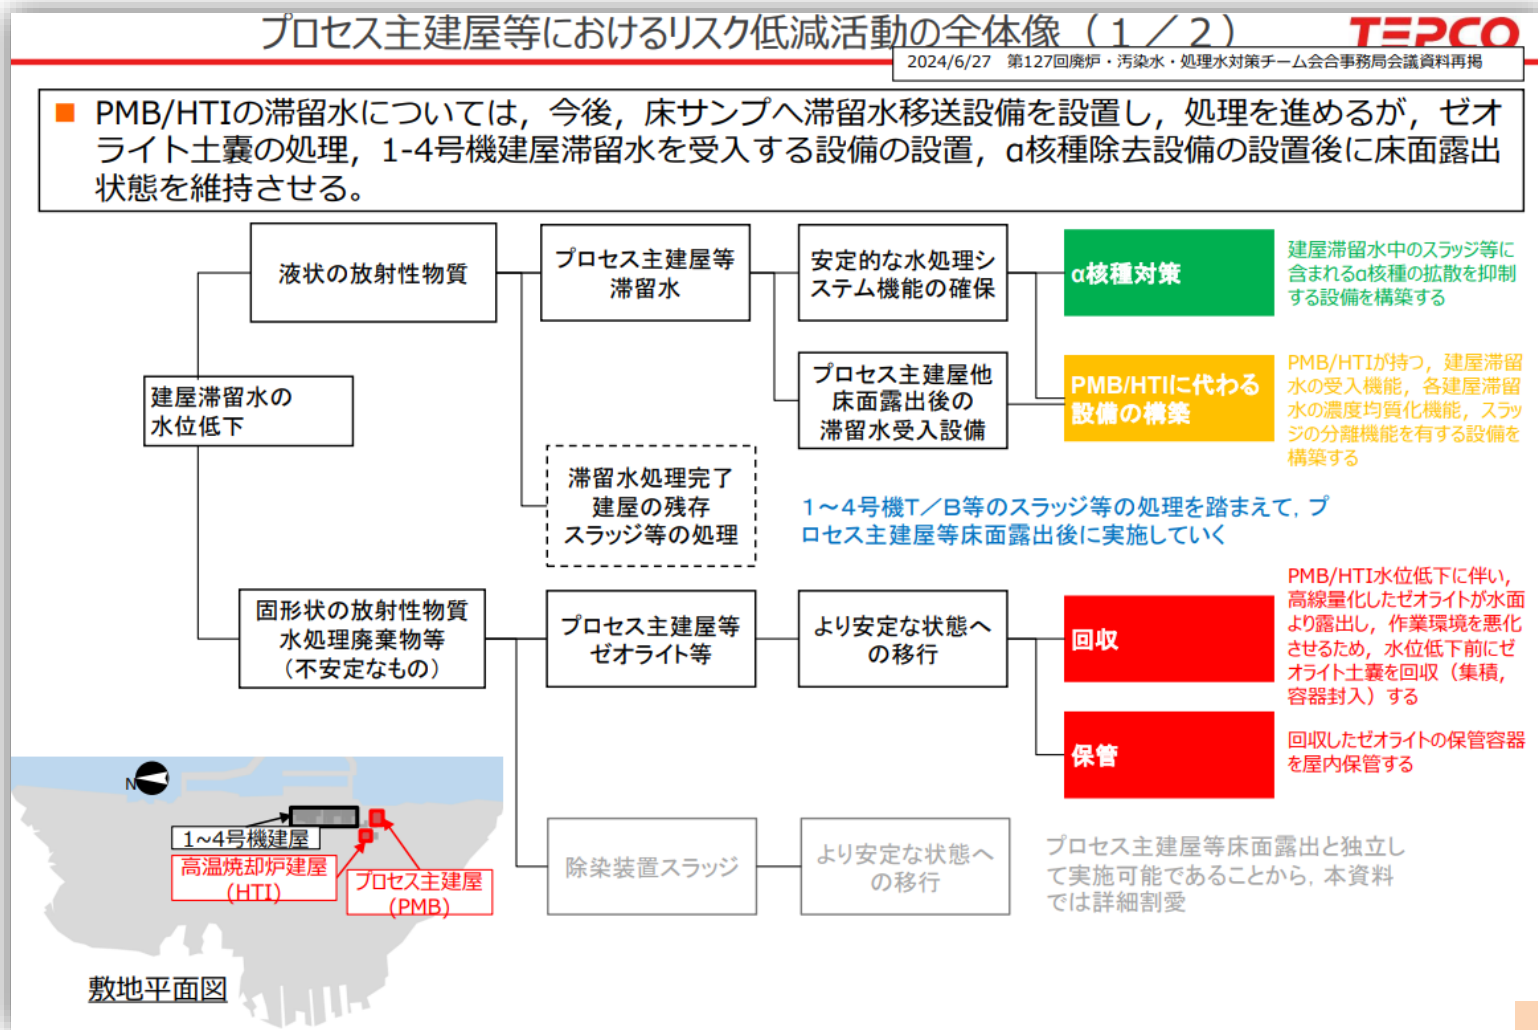 プロセス主建屋等におけるリスク低減活動の全体像（１／２）
TEPCO
2024/6/27　第127回廃炉・汚染水・処理水対策チーム会合事務局会議資料再掲
■ PMB/HTIの滞留水については，今後，床サンプへ滞留水移送設備を設置し，処理を進めるが，ゼオ
ライト土嚢の処理，1-4号機建屋滞留水を受入する設備の設置，α核種除去設備の設置後に床面露出
状態を維持させる。
建屋滞留水の
水位低下
液状の放射性物質
プロセス主建屋等
滞留水
安定的な水処理シ
ステム機能の確保
α核種対策
建屋滞留水中のスラッジ等に
含まれるα核種の拡散を抑制
する設備を構築する
プロセス主建屋他
床面露出後の
滞留水受入設備
PMB/HTIに代わる
設備の構築
PMB/HTIが持つ，建屋滞留
水の受入機能，各建屋滞留
水の濃度均質化機能，スラッ
ジの分離機能を有する設備を
構築する
滞留水処理完了
建屋の残存
スラッジ等の処理
１～４号機T／B等のスラッジ等の処理を踏まえて，プ
ロセス主建屋等床面露出後に実施していく
固形状の放射性物質
水処理廃棄物等
（不安定なもの）
プロセス主建屋等
ゼオライト等
より安定な状態へ
の移行
回収
PMB/HTI水位低下に伴い，
高線量化したゼオライトが水面
より露出し，作業環境を悪化
させるため，水位低下前にゼ
オライト土嚢を回収（集積，
容器封入）する
保管
回収したゼオライトの保管容器
を屋内保管する
除染装置スラッジ
より安定な状態へ
の移行
プロセス主建屋等床面露出と独立し
て実施可能であることから，本資料
では詳細割愛
N
1~4号機建屋
高温焼却炉建屋
(HTI)
プロセス主建屋
(PMB)
敷地平面図